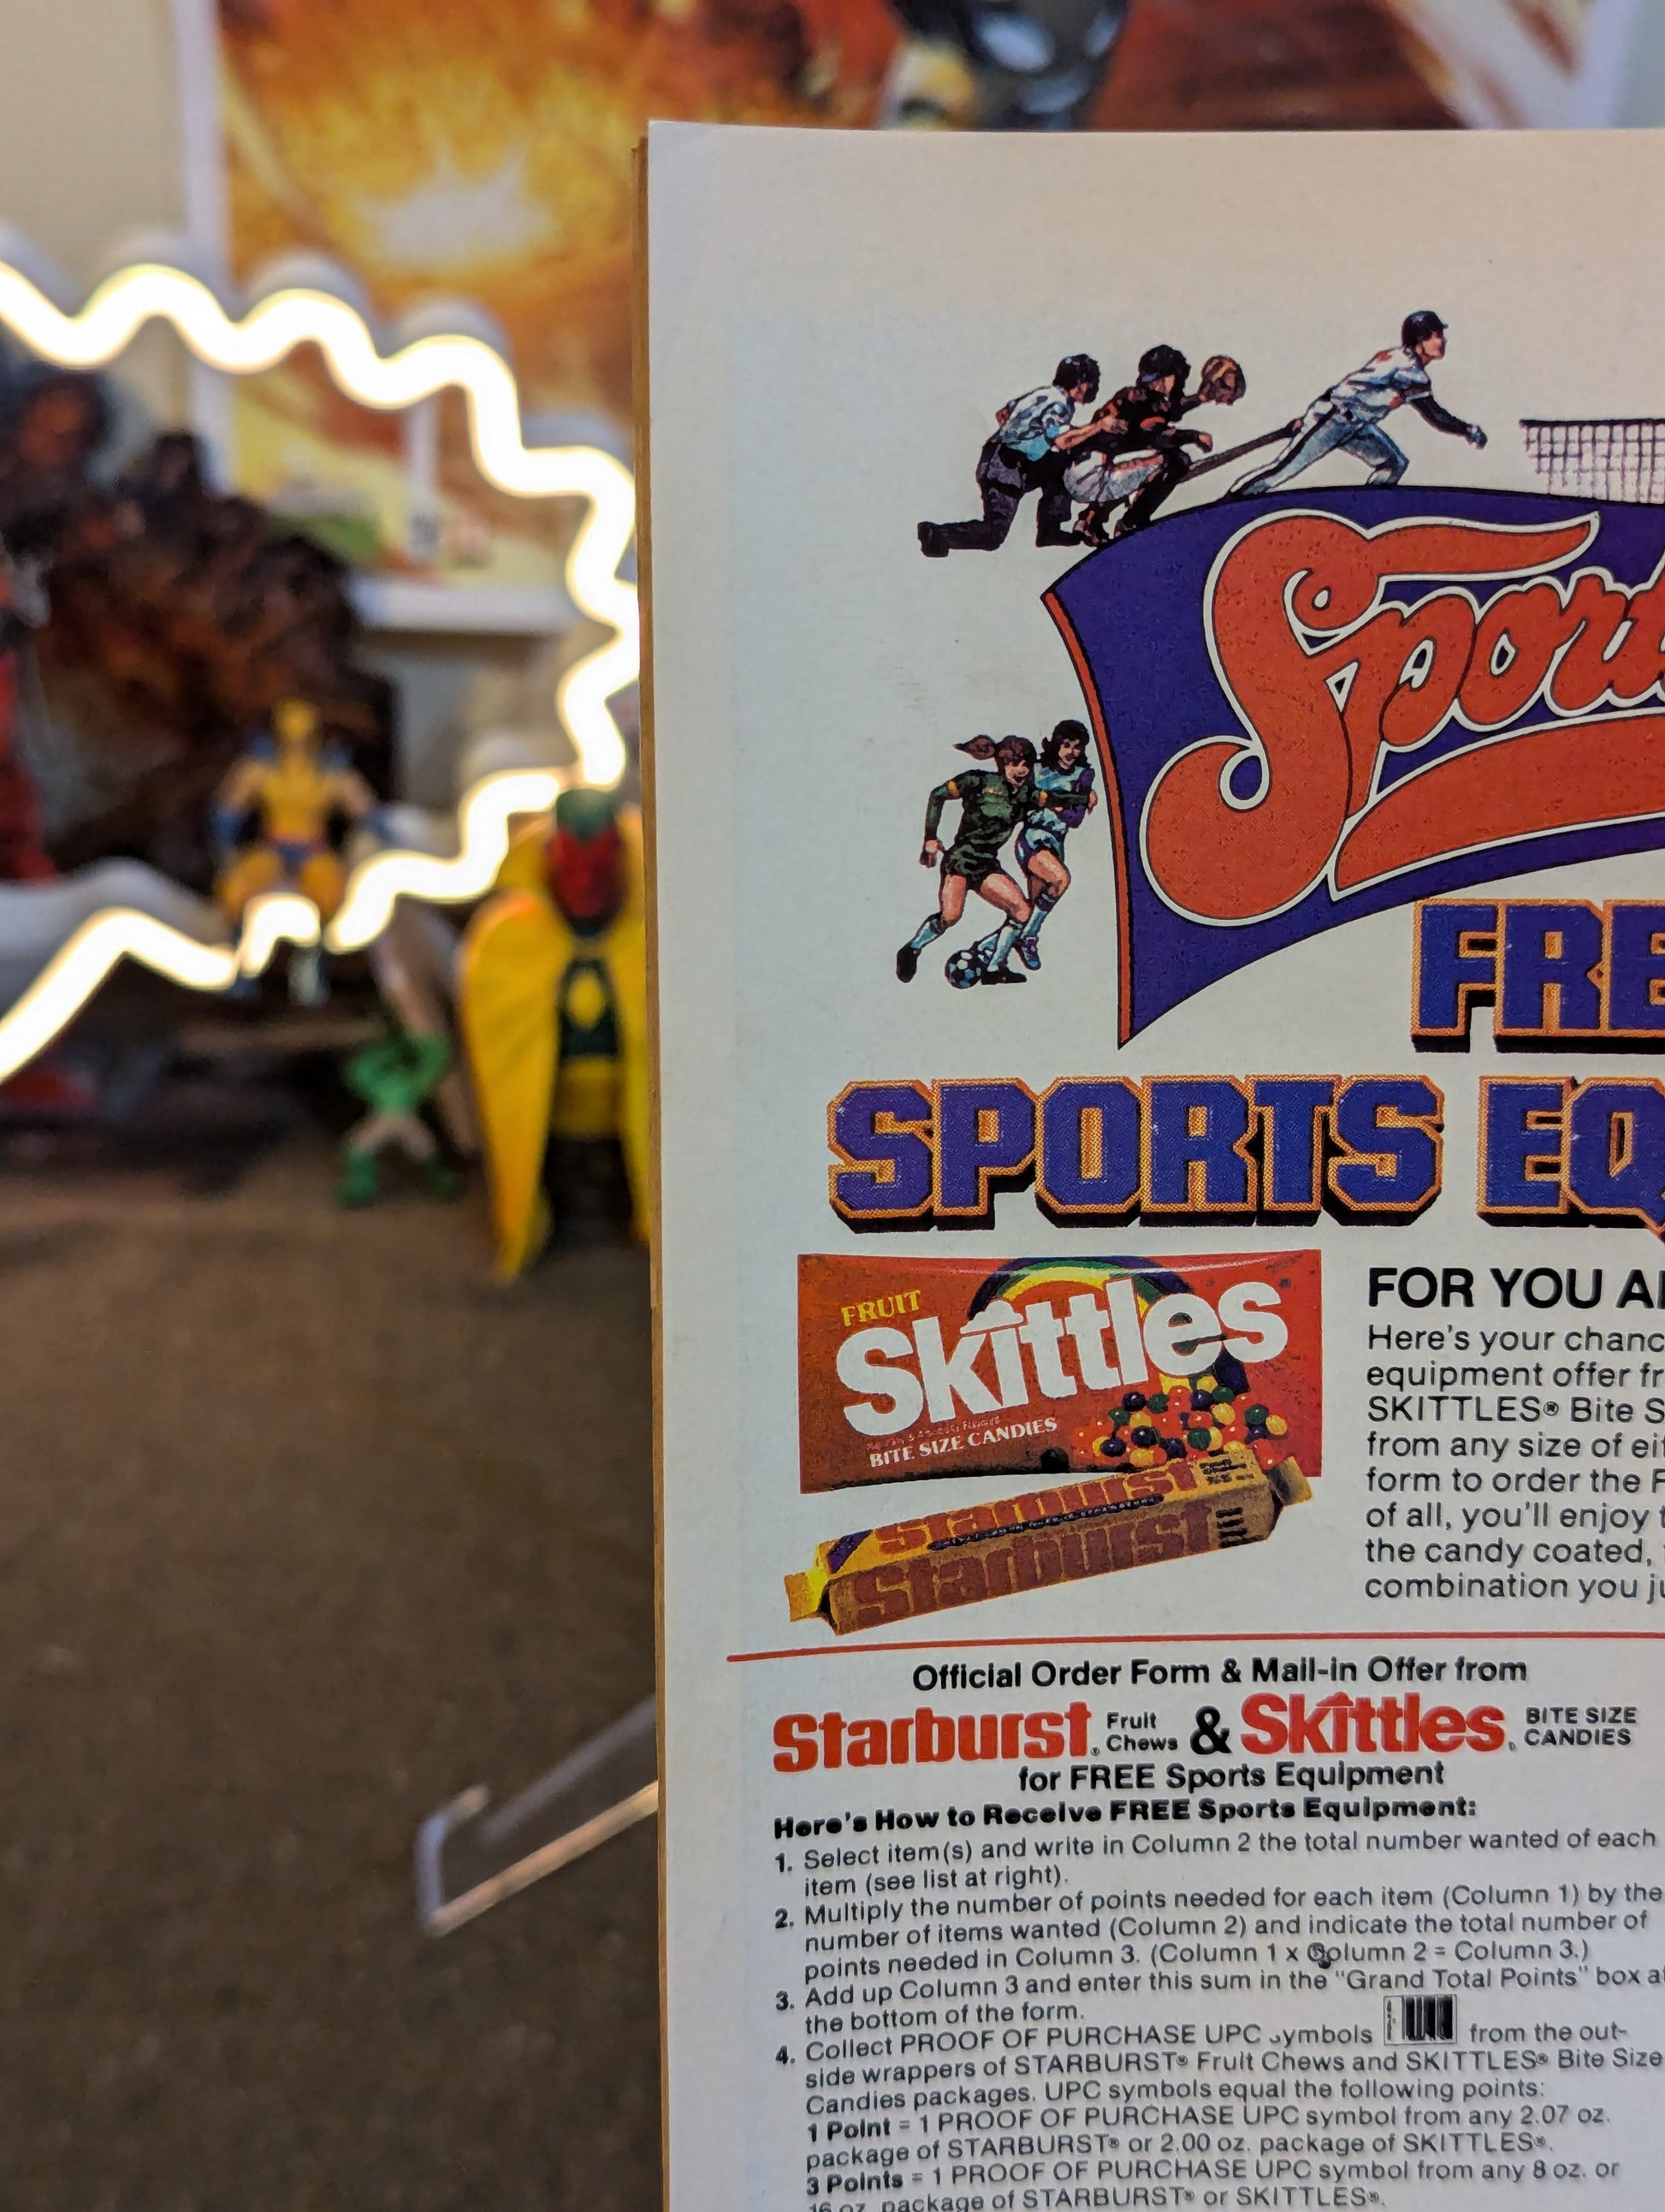 Sport
FRE
SPORTS EQ
FRUIT
Skittles
BITE SIZE CANDIES
Starburst
Starburst
FOR YOU A
Here's your chanc
equipment offer fr
SKITTLES® Bite S
from any size of eit
form to order the F
of all, you'll enjoy t
the candy coated,
combination you ju
Official Order Form & Mail-in Offer from
Starburst® Fruit Chews & Skittles® BITE SIZE CANDIES
for FREE Sports Equipment
Here's How to Receive FREE Sports Equipment:
1. Select item(s) and write in Column 2 the total number wanted of each
item (see list at right).
2. Multiply the number of points needed for each item (Column 1) by the
number of items wanted (Column 2) and indicate the total number of
points needed in Column 3. (Column 1 x Column 2 = Column 3.)
3. Add up Column 3 and enter this sum in the "Grand Total Points" box at
the bottom of the form.
4. Collect PROOF OF PURCHASE UPC symbols from the out-
side wrappers of STARBURST® Fruit Chews and SKITTLES® Bite Size
Candies packages. UPC symbols equal the following points:
1 Point = 1 PROOF OF PURCHASE UPC symbol from any 2.07 oz.
package of STARBURST® or 2.00 oz. package of SKITTLES®.
3 Points = 1 PROOF OF PURCHASE UPC symbol from any 8 oz. or
16 oz. package of STARBURST® or SKITTLES®.